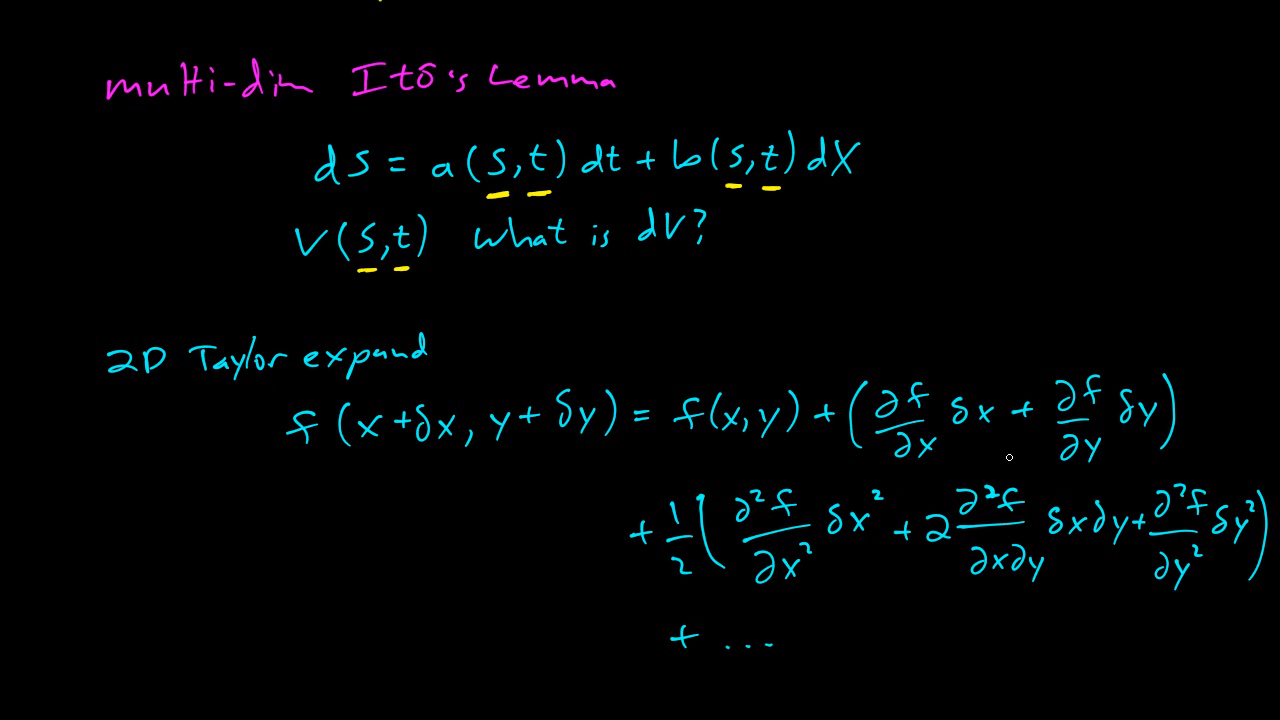 multi-dim Itô's Lemma
dS = a(S,t) dt + b(S,t) dX
V(S,t) What is dV?
2D Taylor expand
f(x+δx, y+δy) = f(x,y) + (∂f/∂x δx + ∂f/∂y δy)
+ 1/2 (∂²f/∂x² δx² + 2 ∂²f/∂x∂y δx∂y + ∂²f/∂y² δy²)
+ ...